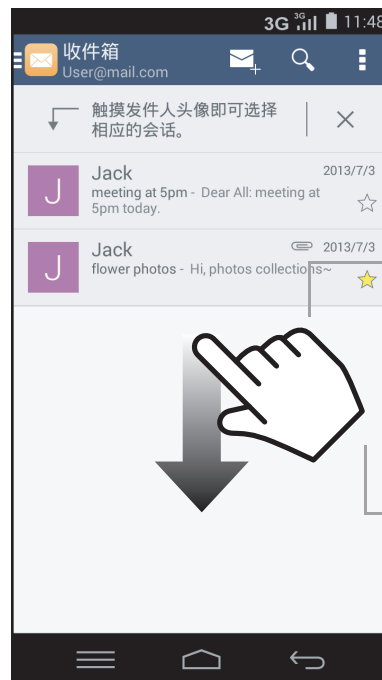 3G 3G 11:48
收件箱
User@mail.com
触摸发件人头像即可选择
相应的会话。
J
Jack 2013/7/3
meeting at 5pm - Dear All: meeting at
5pm today.
J
Jack 2013/7/3
flower photos - Hi, photos collections~